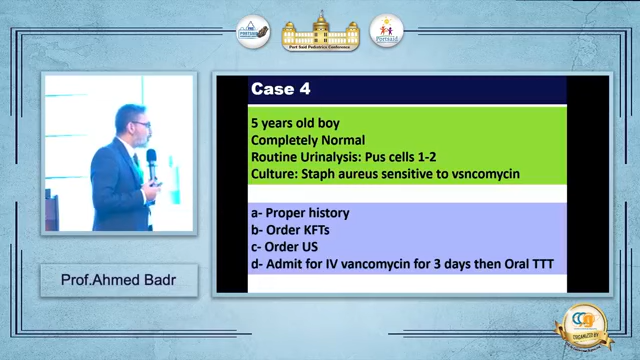 Port Said Pediatrics Conference
Case 4
5 years old boy
Completely Normal
Routine Urinalysis: Pus cells 1-2
Culture: Staph aureus sensitive to vsncomycin
a- Proper history
b- Order KFTs
c- Order US
d- Admit for IV vancomycin for 3 days then Oral TTT
Prof.Ahmed Badr
ORGANIZED BY